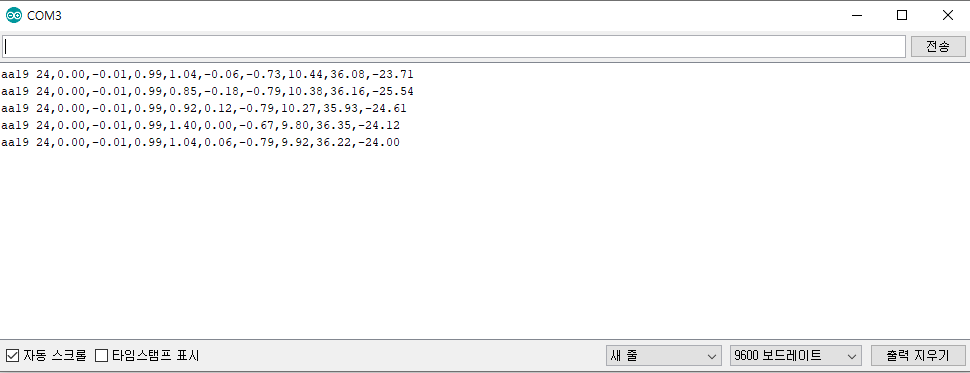 COM3
전송
aa19 24,0.00,-0.01,0.99,1.04,-0.06,-0.73,10.44,36.08,-23.71
aa19 24,0.00,-0.01,0.99,0.85,-0.18,-0.79,10.38,36.16,-25.54
aa19 24,0.00,-0.01,0.99,0.92,0.12,-0.79,10.27,35.93,-24.61
aa19 24,0.00,-0.01,0.99,1.40,0.00,-0.67,9.80,36.35,-24.12
aa19 24,0.00,-0.01,0.99,1.04,0.06,-0.79,9.92,36.22,-24.00
자동 스크롤 타임스탬프 표시 새 줄 9600 보드레이트 출력 지우기